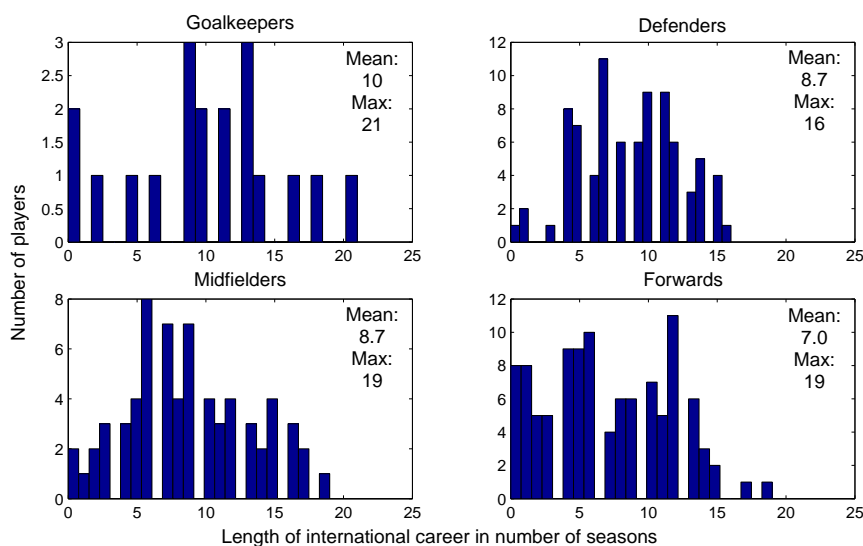 Goalkeepers
3
2.5
2
1.5
1
0.5
0
0 5 10 15 20 25
Mean:
10
Max:
21
Defenders
12
10
8
6
4
2
0
0 5 10 15 20 25
Mean:
8.7
Max:
16
Number of players
Midfielders
8
6
4
2
0
0 5 10 15 20 25
Mean:
8.7
Max:
19
Forwards
12
10
8
6
4
2
0
0 5 10 15 20 25
Mean:
7.0
Max:
19
Length of international career in number of seasons